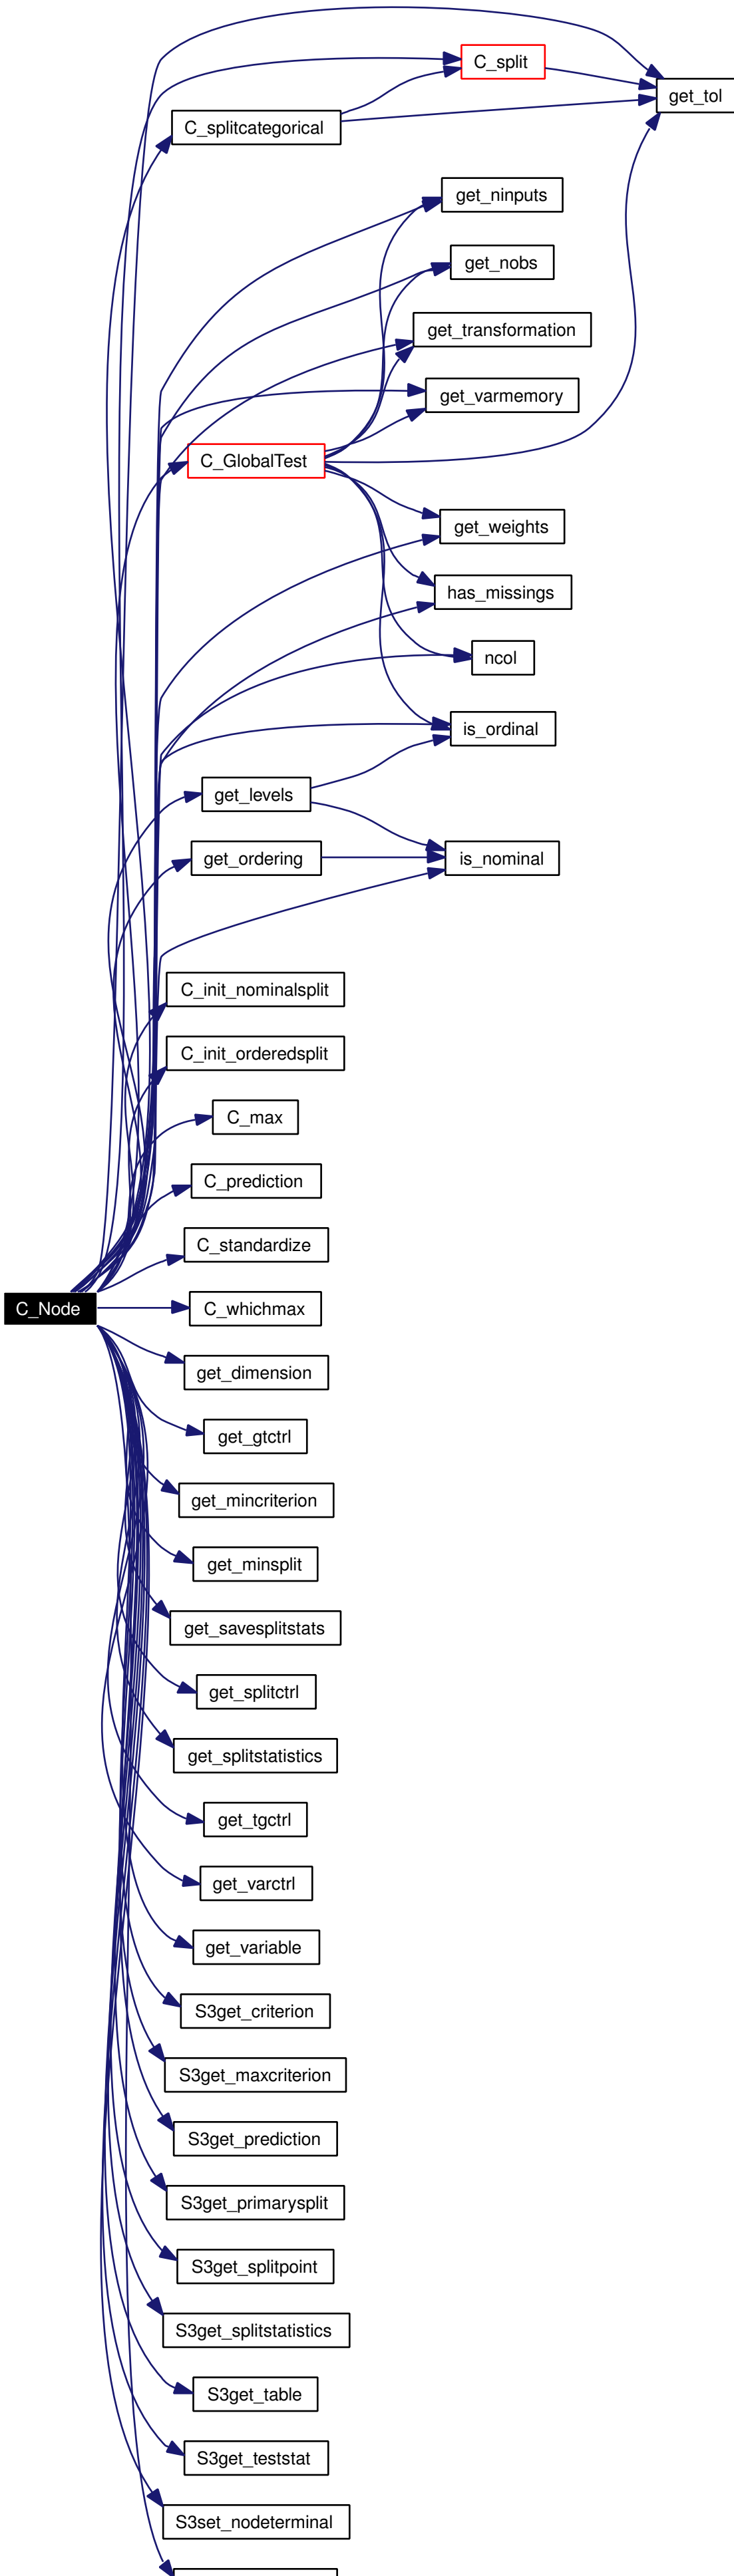 C_split
get_tol
C_splitcategorical
get_ninputs
get_nobs
get_transformation
get_varmemory
C_GlobalTest
get_weights
has_missings
ncol
is_ordinal
get_levels
get_ordering
is_nominal
C_init_nominalsplit
C_init_orderedsplit
C_max
C_prediction
C_standardize
C_Node
C_whichmax
get_dimension
get_gtctrl
get_mincriterion
get_minsplit
get_savesplitstats
get_splitctrl
get_splitstatistics
get_tgctrl
get_varctrl
get_variable
S3get_criterion
S3get_maxcriterion
S3get_prediction
S3get_primarysplit
S3get_splitpoint
S3get_splitstatistics
S3get_table
S3get_teststat
S3set_nodeterminal